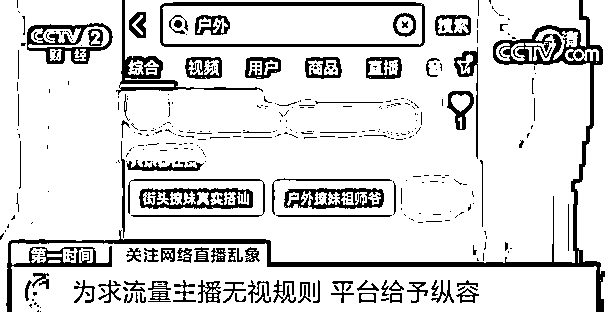 CCTV 2
财经
户外
搜索
CCTV.com
综合 视频 用户 商品 直播
街头撩妹真实搭讪 户外撩妹祖师爷
第一时间 关注网络直播乱象
为求流量主播无视规则 平台给予纵容